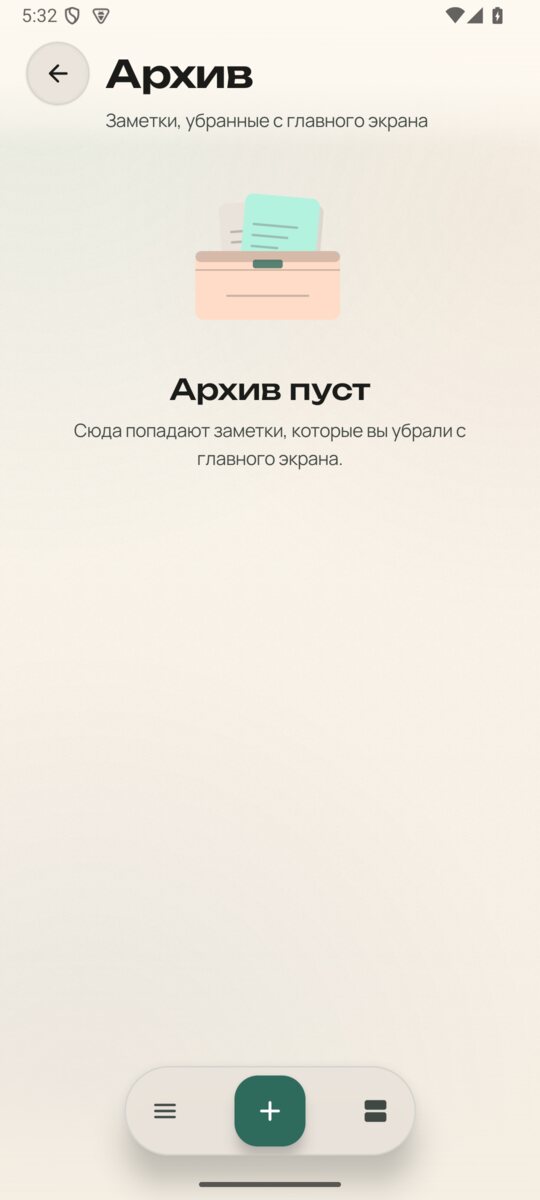 5:32
Архив
Заметки, убранные с главного экрана
Архив пуст
Сюда попадают заметки, которые вы убрали с
главного экрана.